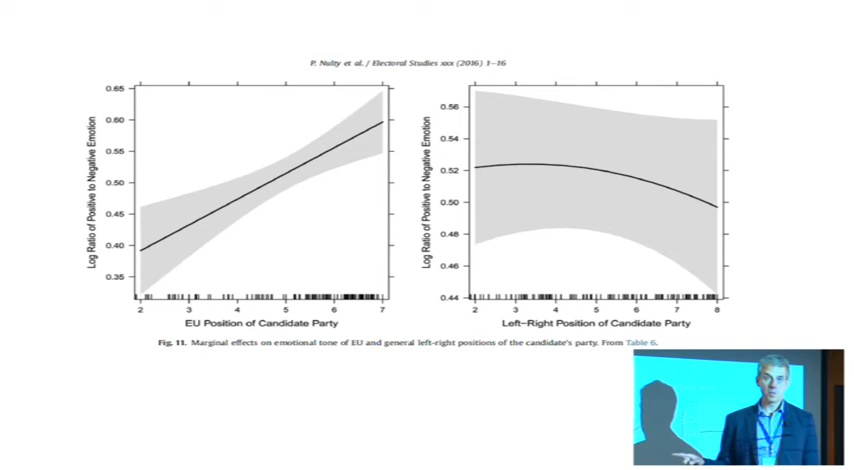 P. Nulty et al. / Electoral Studies xxx (2016) 1–16
Log Ratio of Positive to Negative Emotion
0.65
0.60
0.55
0.50
0.45
0.40
0.35
2 3 4 5 6 7
EU Position of Candidate Party
Log Ratio of Positive to Negative Emotion
0.56
0.54
0.52
0.50
0.48
0.46
0.44
2 3 4 5 6 7 8
Left−Right Position of Candidate Party
Fig. 11. Marginal effects on emotional tone of EU and general left-right positions of the candidate's party. From Table 6.